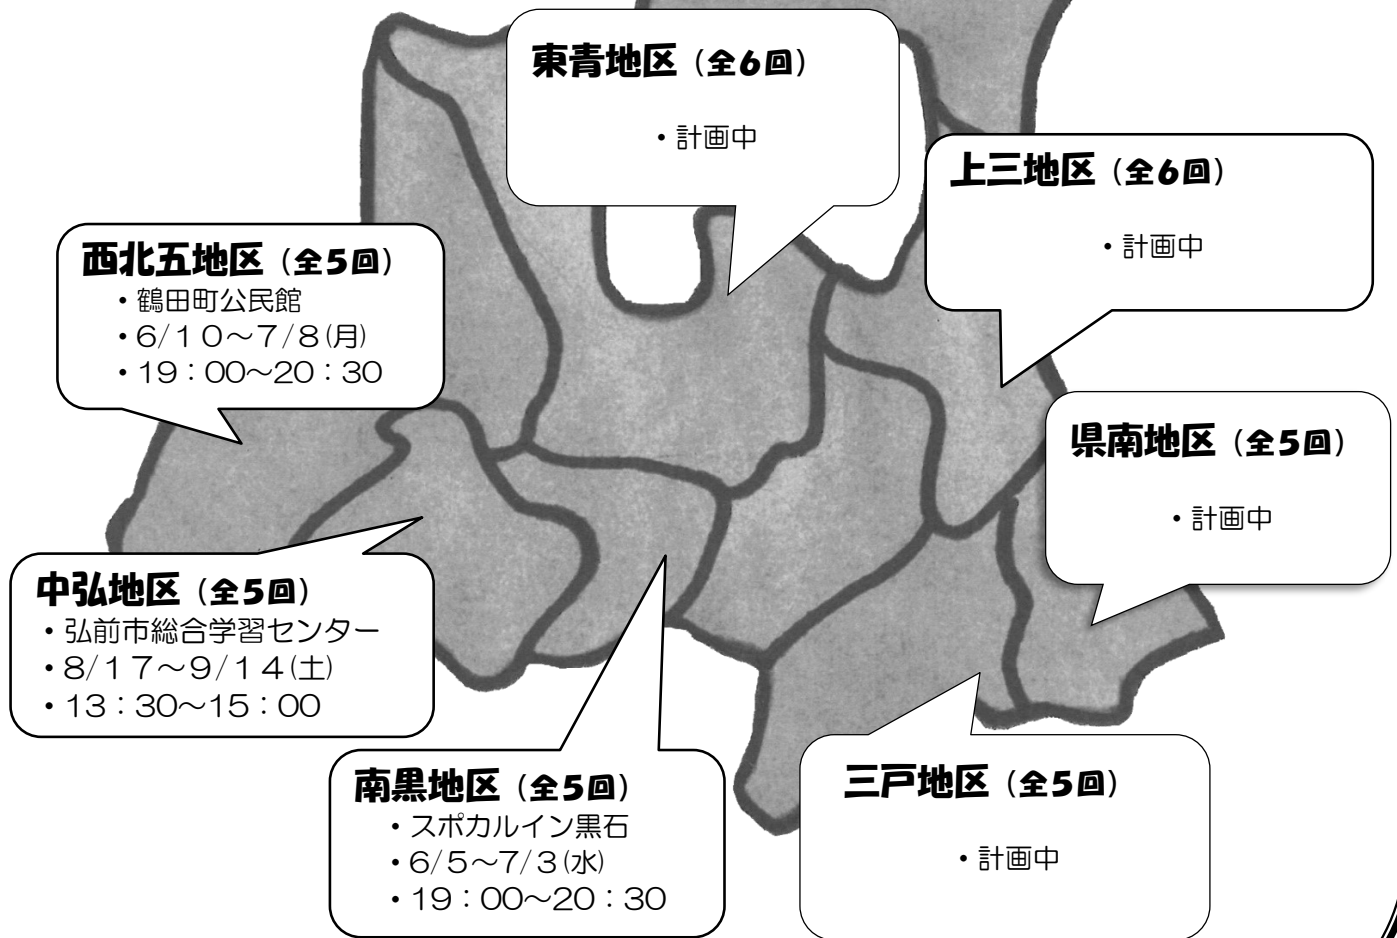 東青地区（全6回）
・計画中
上三地区（全6回）
・計画中
西北五地区（全5回）
・鶴田町公民館
・6/１０～７/８(月)
・19：00～20：30
県南地区（全5回）
・計画中
中弘地区（全5回）
・弘前市総合学習センター
・8/１７～９/１４(土)
・13：30～15：00
南黒地区（全5回）
・スポカルイン黒石
・6/５～７/３(水)
・19：00～20：30
三戸地区（全5回）
・計画中